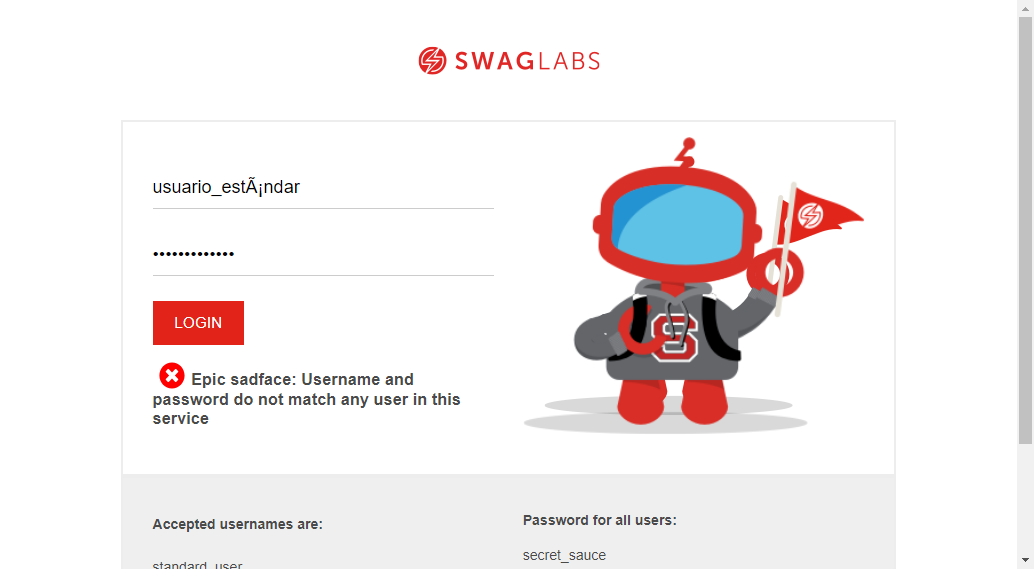 SWAGLABS
usuario_estÃ¡ndar
•••••••••••••
LOGIN
Epic sadface: Username and
password do not match any user in this
service
Accepted usernames are:
standard_user
Password for all users:
secret_sauce
S